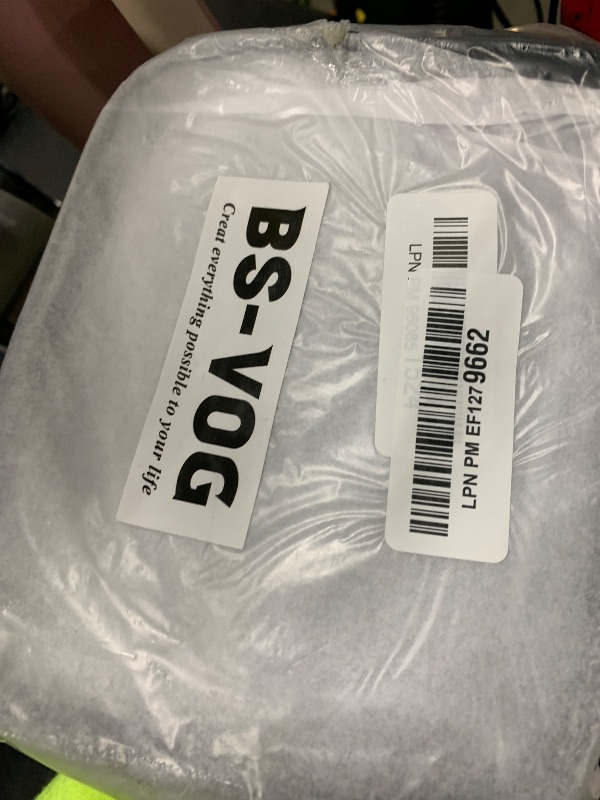 BS-VOG
Creat everything possible to your life
LPN
LPN PM EF1279662